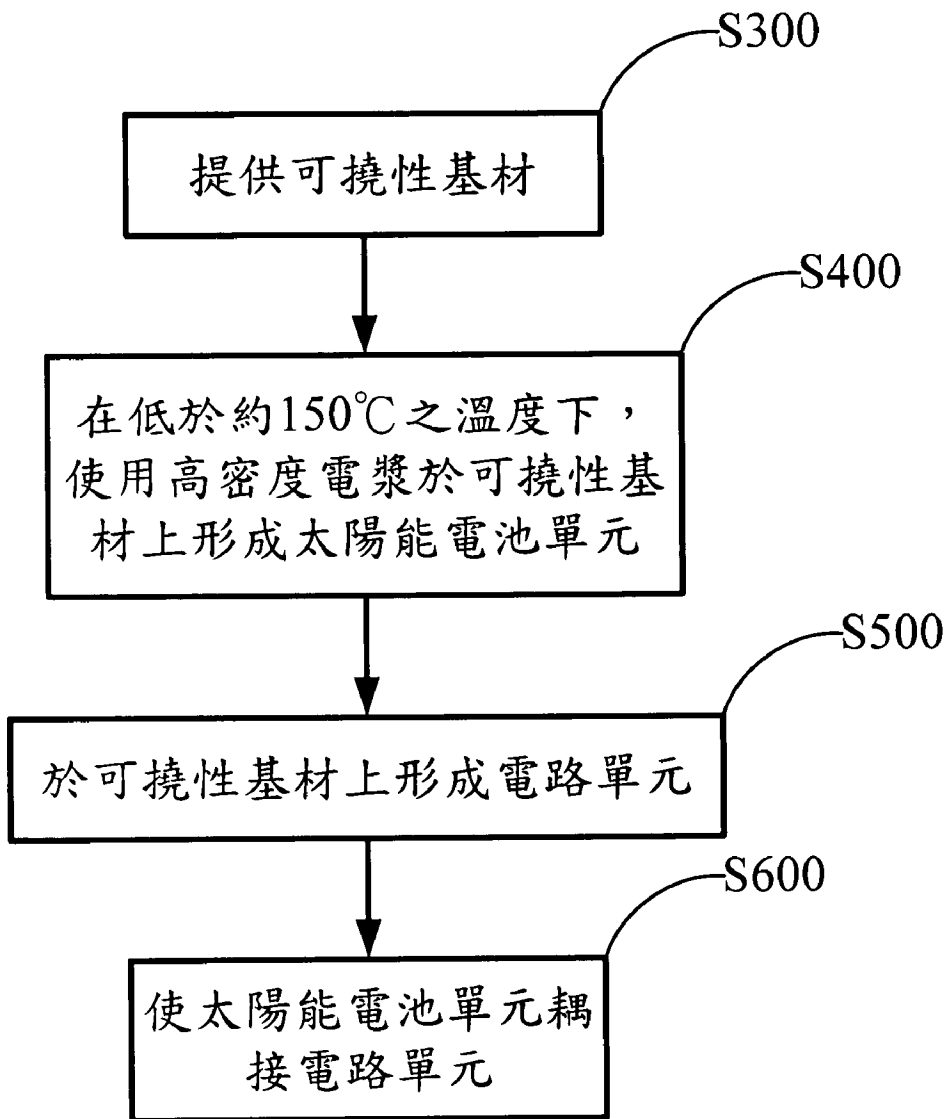 S300
提供可撓性基材
S400
在低於約150℃之溫度下，
使用高密度電漿於可撓性基
材上形成太陽能電池單元
S500
於可撓性基材上形成電路單元
S600
使太陽能電池單元耦
接電路單元